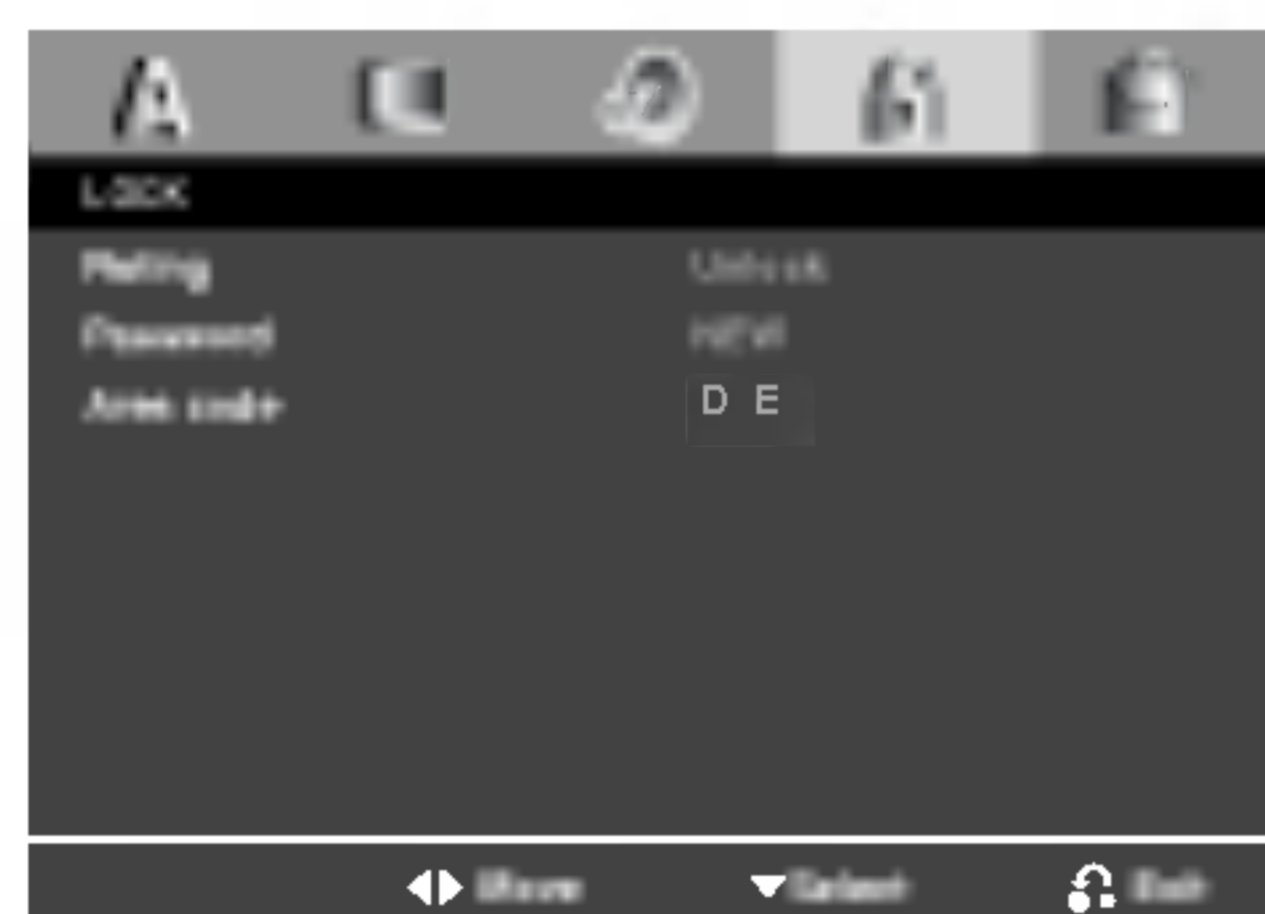 LOCK
Rating Unlock
Password NEW
Area code D E
Move Select Exit